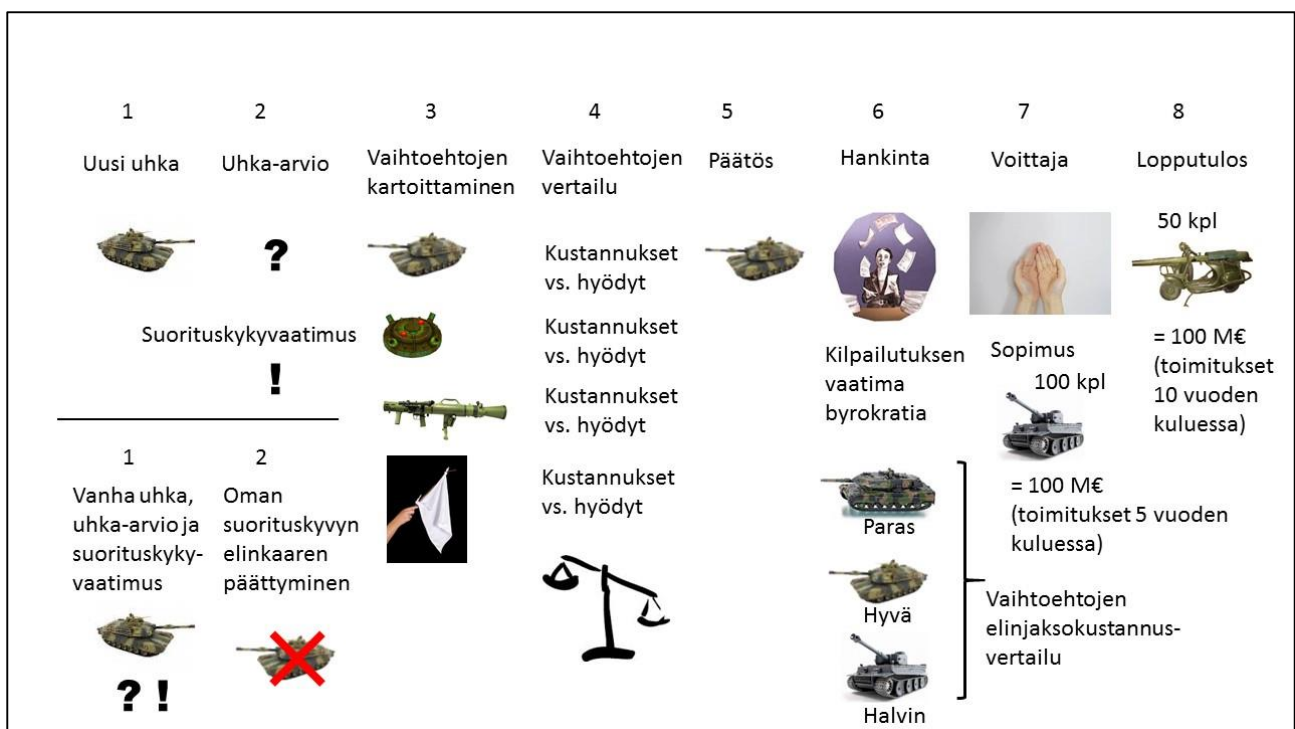 1
Uusi uhka
2
Uhka-arvio
?
Suorituskykyvaatimus
!
1
Vanha uhka,
uhka-arvio ja
suorituskyky-
vaatimus
? !
2
Oman
suorituskyvyn
elinkaaren
päättyminen
3
Vaihtoehtojen
kartoittaminen
4
Vaihtoehtojen
vertailu
Kustannukset
vs. hyödyt
Kustannukset
vs. hyödyt
Kustannukset
vs. hyödyt
Kustannukset
vs. hyödyt
5
Päätös
6
Hankinta
Kilpailutuksen
vaatima
byrokratia
Paras
Hyvä
Halvin
7
Voittaja
Sopimus
100 kpl
= 100 M€
(toimitukset 5 vuoden
kuluessa)
Vaihtoehtojen
elinjaksokustannus-
vertailu
8
Lopputulos
50 kpl
= 100 M€
(toimitukset
10 vuoden
kuluessa)